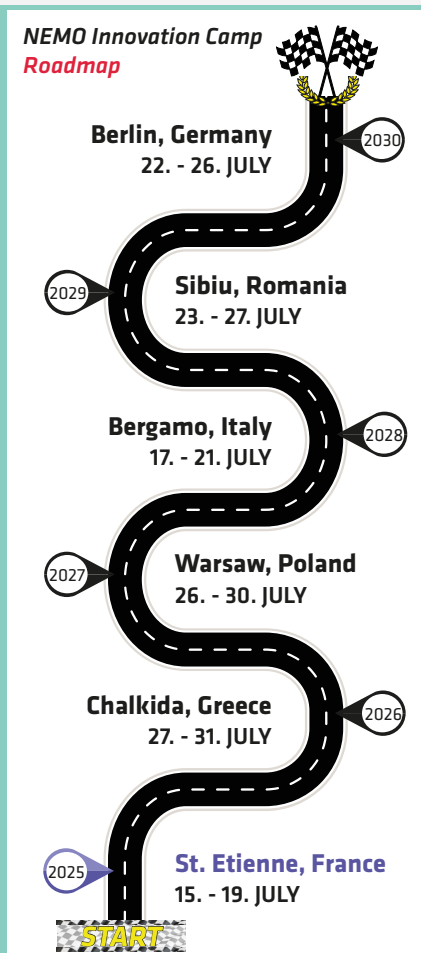 NEMO Innovation Camp
Roadmap
Berlin, Germany
22. - 26. JULY
2030
Sibiu, Romania
23. - 27. JULY
2029
Bergamo, Italy
17. - 21. JULY
2028
Warsaw, Poland
26. - 30. JULY
2027
Chalkida, Greece
27. - 31. JULY
2026
St. Etienne, France
15. - 19. JULY
2025
START